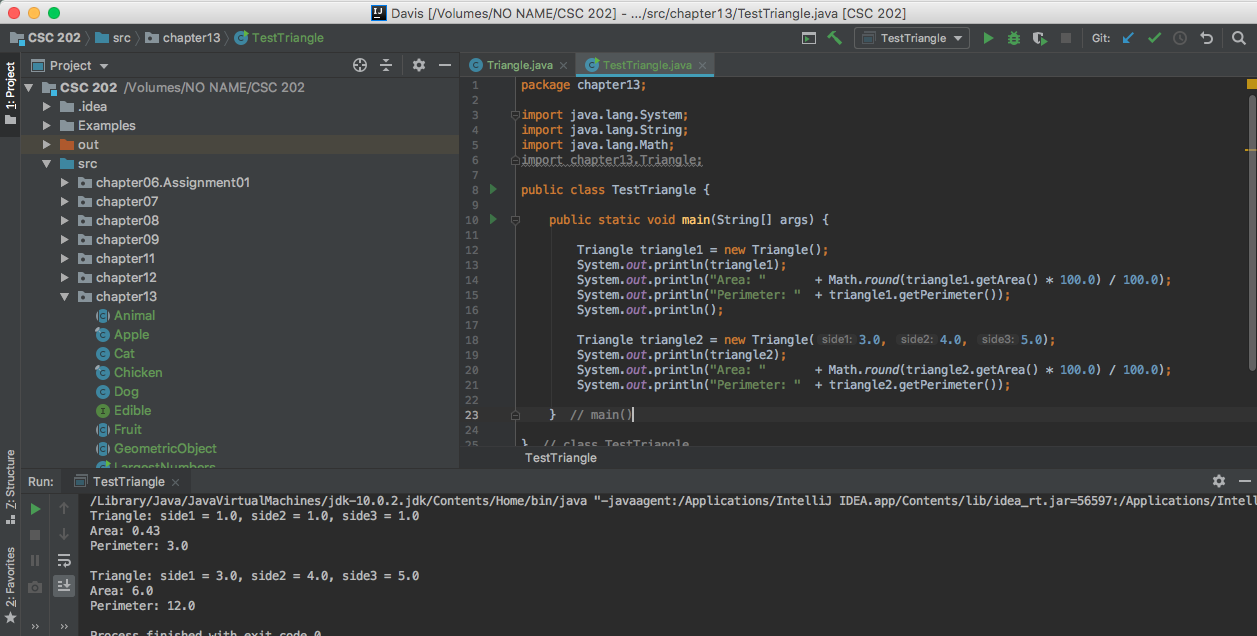 Davis [/Volumes/NO NAME/CSC 202] - .../src/chapter13/TestTriangle.java [CSC 202]
CSC 202 src chapter13 TestTriangle TestTriangle Git:
1: Project
Project
CSC 202 /Volumes/NO NAME/CSC 202
.idea
Examples
out
src
chapter06.Assignment01
chapter07
chapter08
chapter09
chapter11
chapter12
chapter13
Animal
Apple
Cat
Chicken
Dog
Edible
Fruit
GeometricObject
LargestNumbers
Triangle.java TestTriangle.java
1 package chapter13;
2
3 import java.lang.System;
4 import java.lang.String;
5 import java.lang.Math;
6 import chapter13.Triangle;
7
8 public class TestTriangle {
9
10 public static void main(String[] args) {
11
12 Triangle triangle1 = new Triangle();
13 System.out.println(triangle1);
14 System.out.println("Area: " + Math.round(triangle1.getArea() * 100.0) / 100.0);
15 System.out.println("Perimeter: " + triangle1.getPerimeter());
16 System.out.println();
17
18 Triangle triangle2 = new Triangle( side1: 3.0, side2: 4.0, side3: 5.0);
19 System.out.println(triangle2);
20 System.out.println("Area: " + Math.round(triangle2.getArea() * 100.0) / 100.0);
21 System.out.println("Perimeter: " + triangle2.getPerimeter());
22
23 } // main()
24
25 } // class TestTriangle
TestTriangle
Z: Structure
2: Favorites
Run: TestTriangle
/Library/Java/JavaVirtualMachines/jdk-10.0.2.jdk/Contents/Home/bin/java "-javaagent:/Applications/IntelliJ IDEA.app/Contents/lib/idea_rt.jar=56597:/Applications/Intell
Triangle: side1 = 1.0, side2 = 1.0, side3 = 1.0
Area: 0.43
Perimeter: 3.0
Triangle: side1 = 3.0, side2 = 4.0, side3 = 5.0
Area: 6.0
Perimeter: 12.0
Process finished with exit code 0